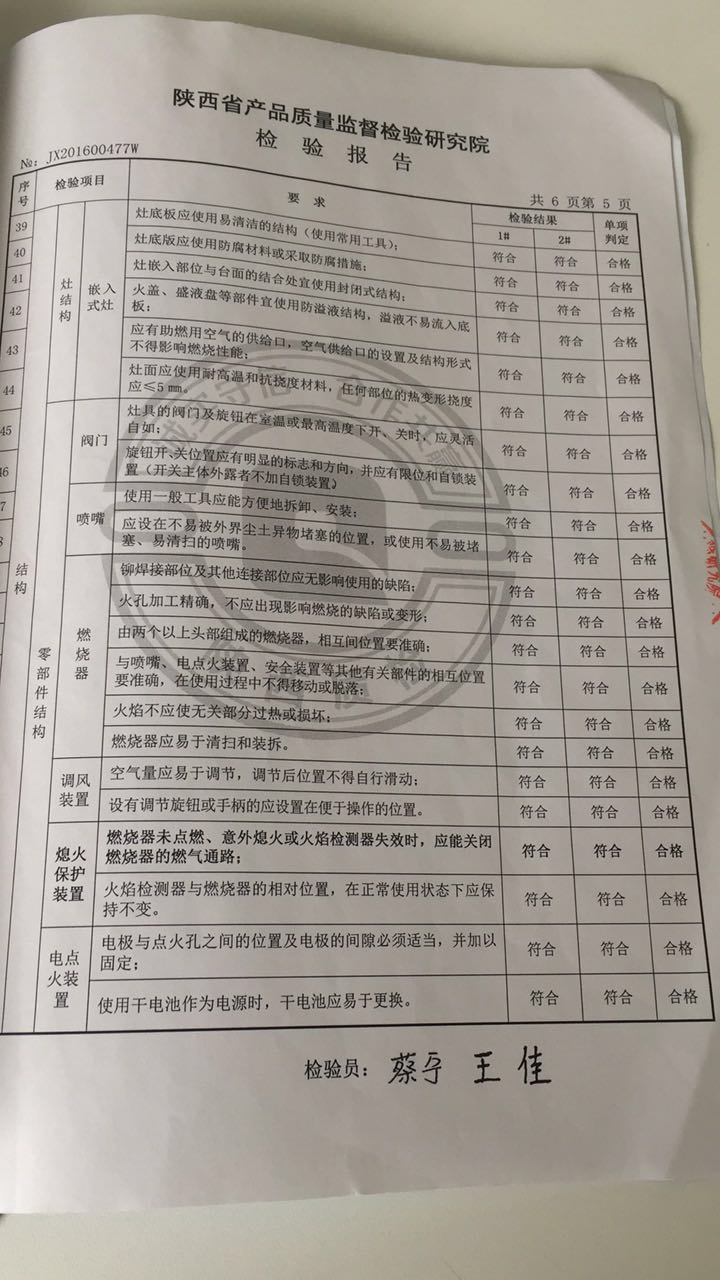 陕西省产品质量监督检验研究院
检 验 报 告
№: JX201600477W
共 6 页第 5 页
序号 检验项目 要 求 检验结果 单项判定
1# 2#
39 灶结构 嵌入式灶 灶底板应使用易清洁的结构（使用常用工具）; 符合 符合 合格
40 灶底版应使用防腐材料或采取防腐措施; 符合 符合 合格
41 灶嵌入部位与台面的结合处宜使用封闭式结构; 符合 符合 合格
42 火盖、盛液盘等部件宜使用防溢液结构，溢液不易流入底
板; 符合 符合 合格
43 应有助燃用空气的供给口，空气供给口的设置及结构形式
不得影响燃烧性能; 符合 符合 合格
44 灶面应使用耐高温和抗挠度材料，任何部位的热变形挠度
应≤5 mm。 符合 符合 合格
45 结构 零部件结构 阀门 灶具的阀门及旋钮在室温或最高温度下开、关时，应灵活
自如; 符合 符合 合格
46 旋钮开、关位置应有明显的标志和方向，并应有限位和自锁装
置（开关主体外露者不加自锁装置） 符合 符合 合格
7 喷嘴 使用一般工具应能方便地拆卸、安装; 符合 符合 合格
应设在不易被外界尘土异物堵塞的位置，或使用不易被堵
塞、易清扫的喷嘴。 符合 符合 合格
燃烧器 铆焊接部位及其他连接部位应无影响使用的缺陷; 符合 符合 合格
火孔加工精确，不应出现影响燃烧的缺陷或变形; 符合 符合 合格
由两个以上头部组成的燃烧器，相互间位置要准确; 符合 符合 合格
与喷嘴、电点火装置、安全装置等其他有关部件的相互位置
要准确，在使用过程中不得移动或脱落; 符合 符合 合格
火焰不应使无关部分过热或损坏; 符合 符合 合格
燃烧器应易于清扫和装拆。 符合 符合 合格
调风装置 空气量应易于调节，调节后位置不得自行滑动; 符合 符合 合格
设有调节旋钮或手柄的应设置在便于操作的位置。 符合 符合 合格
熄火保护装置 燃烧器未点燃、意外熄火或火焰检测器失效时，应能关闭
燃烧器的燃气通路; 符合 符合 合格
火焰检测器与燃烧器的相对位置，在正常使用状态下应保
持不变。 符合 符合 合格
电点火装置 电极与点火孔之间的位置及电极的间隙必须适当，并加以
固定; 符合 符合 合格
使用干电池作为电源时，干电池应易于更换。 符合 符合 合格
检验员: 蔡宇 王佳